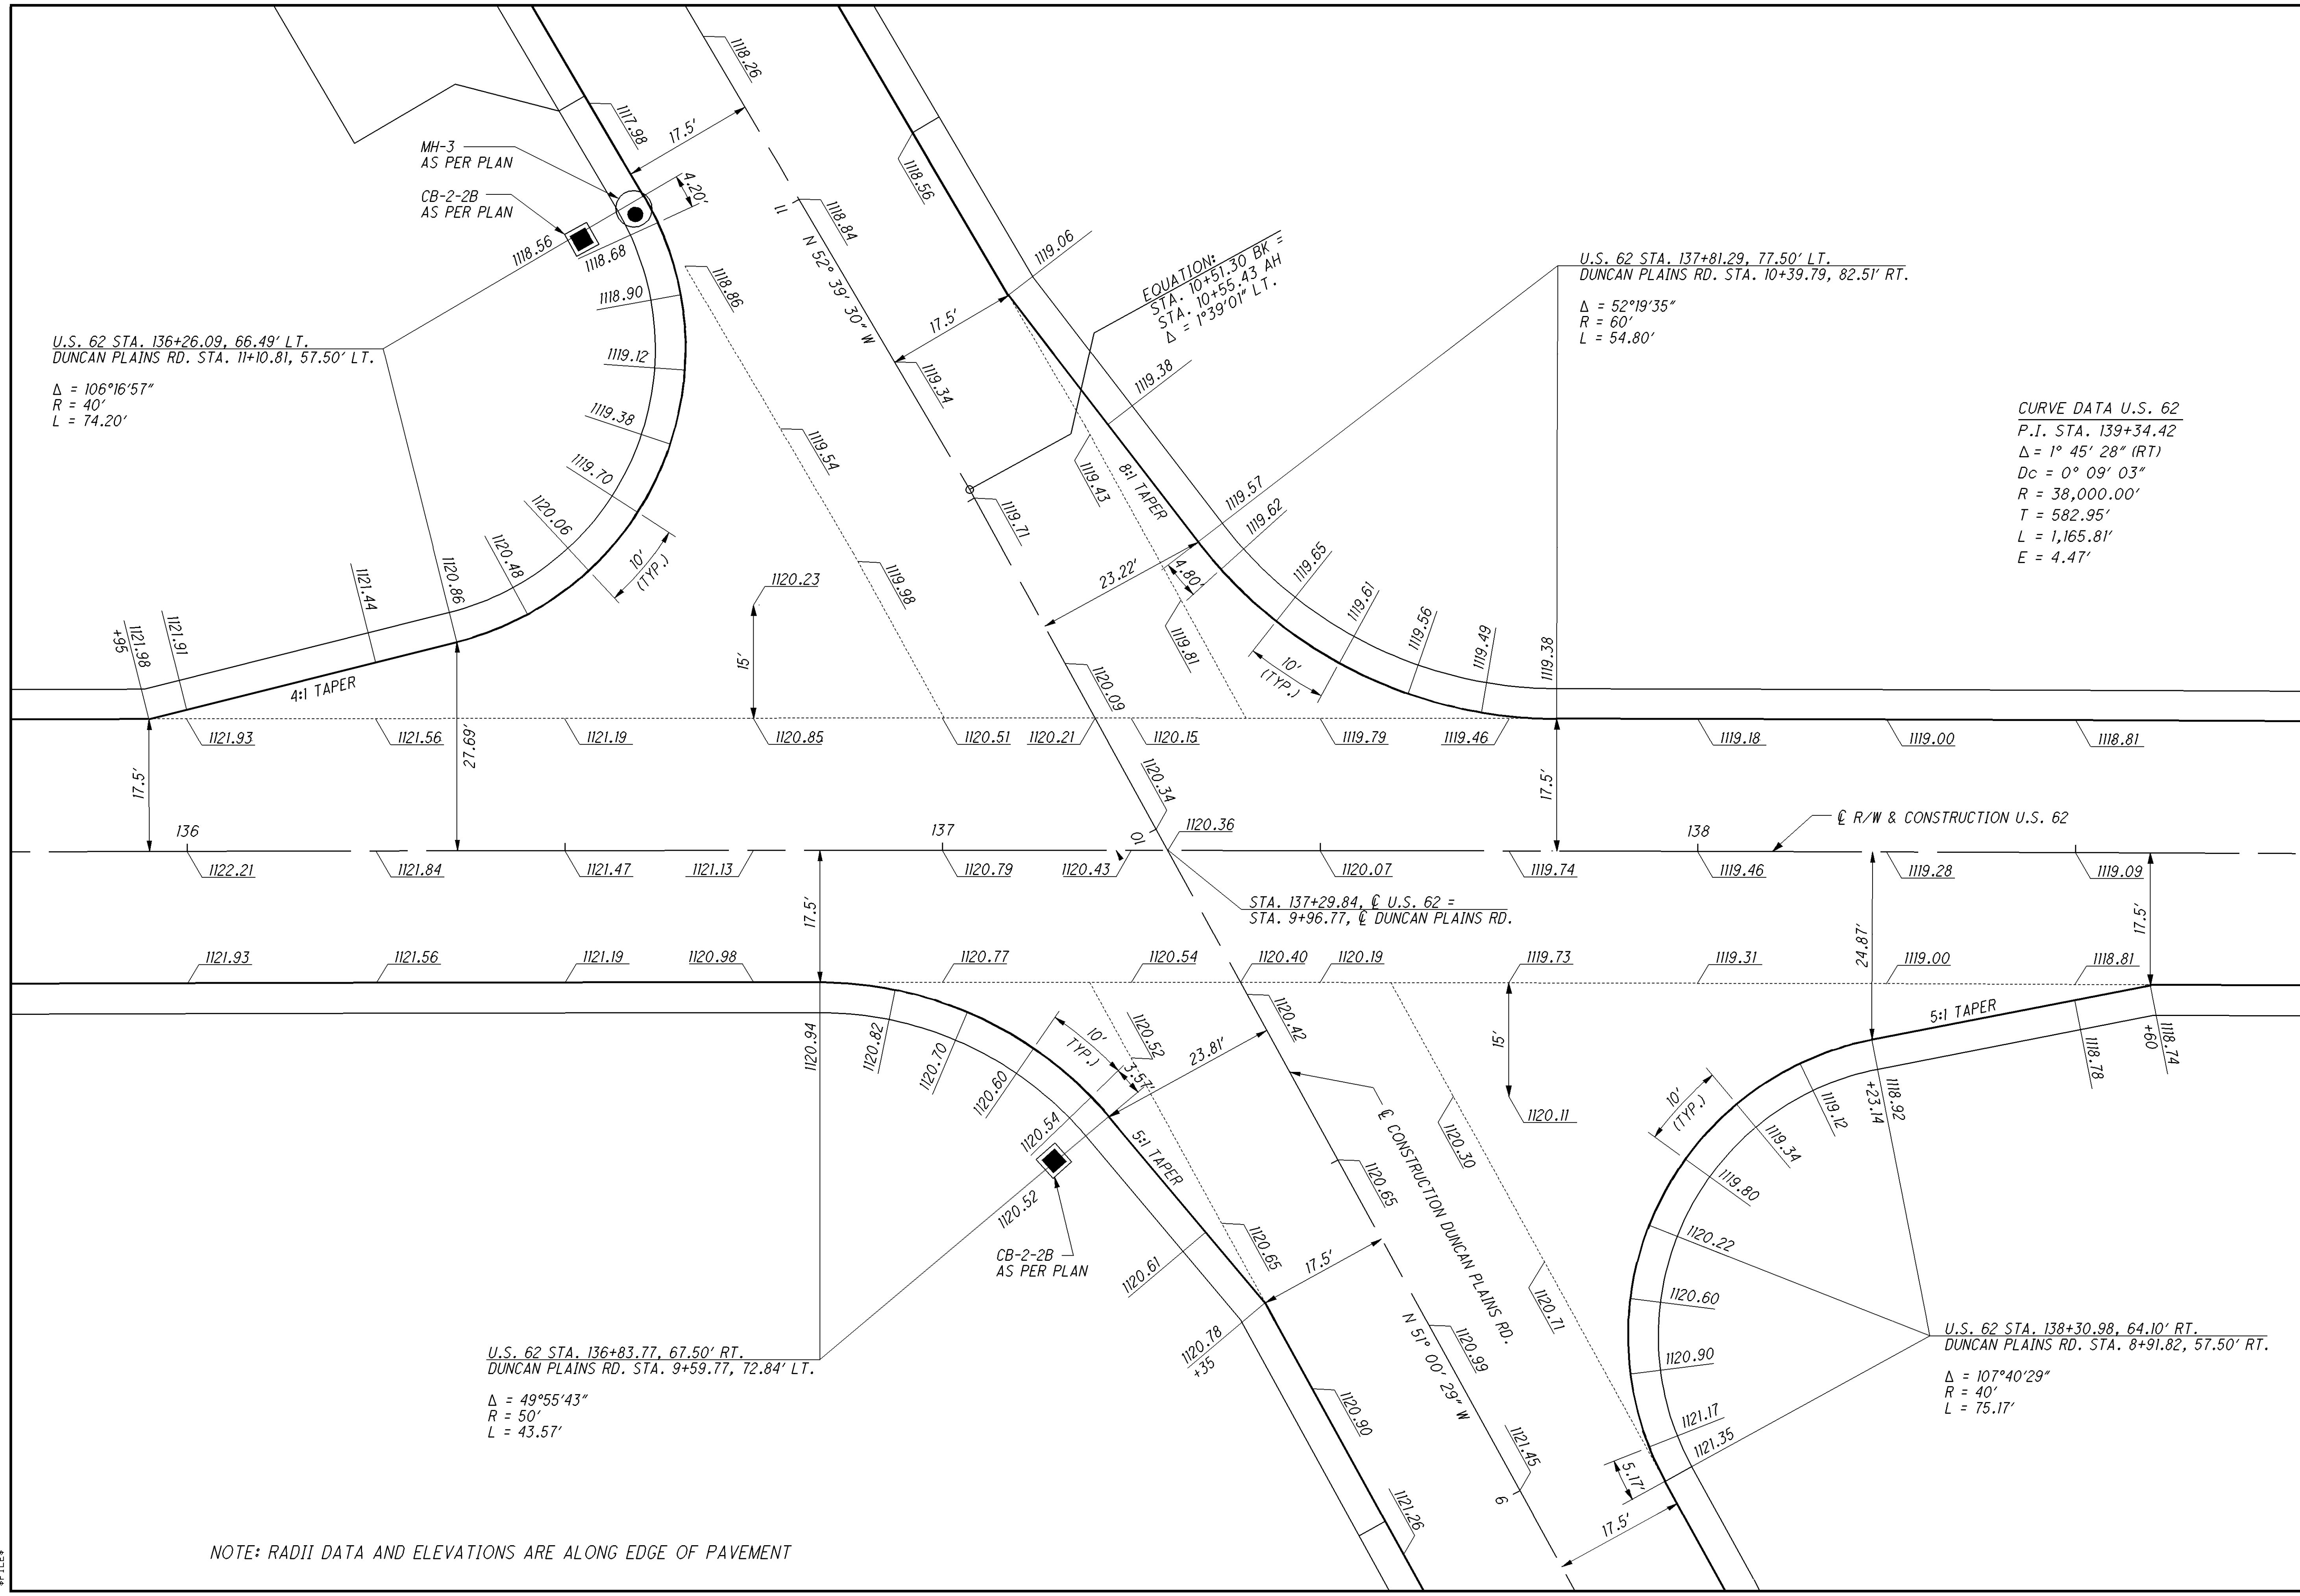 1118.26
1117.98
17.5'
MH-3
AS PER PLAN
CB-2-2B
AS PER PLAN
4.20'
1118.56
1118.56
1118.68
11
1118.84
N 52° 39' 30" W
1119.06
EQUATION:
STA. 10+51.30 BK =
STA. 10+55.43 AH
Δ = 1°39'01" LT.
U.S. 62 STA. 137+81.29, 77.50' LT.
DUNCAN PLAINS RD. STA. 10+39.79, 82.51' RT.
Δ = 52°19'35"
R = 60'
L = 54.80'
1118.90
1118.86
17.5'
U.S. 62 STA. 136+26.09, 66.49' LT.
DUNCAN PLAINS RD. STA. 11+10.81, 57.50' LT.
Δ = 106°16'57"
R = 40'
L = 74.20'
1119.12
1119.34
1119.38
1119.38
1119.54
CURVE DATA U.S. 62
P.I. STA. 139+34.42
Δ = 1° 45' 28" (RT)
Dc = 0° 09' 03"
R = 38,000.00'
T = 582.95'
L = 1,165.81'
E = 4.47'
1119.70
1120.06
1120.48
10'
(TYP.)
1119.71
1119.43
8:1 TAPER
1119.57
1119.62
1121.44
1120.86
1119.98
1120.23
23.22'
4.80'
1119.65
1119.61
1119.56
1119.49
1119.38
1121.98
+95
1121.91
4:1 TAPER
15'
1120.09
1119.81
10'
(TYP.)
1121.93
1121.56
27.69'
1121.19
1120.85
1120.51
1120.21
1120.15
1119.79
1119.46
1119.18
1119.00
1118.81
17.5'
17.5'
1120.34
136
137
10
1120.36
138
℄ R/W & CONSTRUCTION U.S. 62
1122.21
1121.84
1121.47
1121.13
1120.79
1120.43
1120.07
1119.74
1119.46
1119.28
1119.09
17.5'
STA. 137+29.84, ℄ U.S. 62 =
STA. 9+96.77, ℄ DUNCAN PLAINS RD.
24.87'
17.5'
1121.93
1121.56
1121.19
1120.98
1120.77
1120.54
1120.40
1120.19
1119.73
1119.31
1119.00
1118.81
1120.94
1120.82
1120.70
1120.60
10'
TYP.)
1120.52
3.57'
23.81'
1120.42
15'
1120.11
5:1 TAPER
1118.74
+60
1118.78
1118.92
+23.14
1119.12
10'
(TYP.)
1119.34
1119.80
1120.54
1120.52
5:1 TAPER
℄ CONSTRUCTION DUNCAN PLAINS RD.
1120.30
1120.65
CB-2-2B
AS PER PLAN
1120.61
1120.65
17.5'
1120.22
1120.60
1120.71
1120.78
+35
N 51° 00' 29" W
1120.99
1120.90
U.S. 62 STA. 138+30.98, 64.10' RT.
DUNCAN PLAINS RD. STA. 8+91.82, 57.50' RT.
Δ = 107°40'29"
R = 40'
L = 75.17'
U.S. 62 STA. 136+83.77, 67.50' RT.
DUNCAN PLAINS RD. STA. 9+59.77, 72.84' LT.
Δ = 49°55'43"
R = 50'
L = 43.57'
1120.90
1121.17
1121.35
1121.45
5.17'
9
1121.26
17.5'
NOTE: RADII DATA AND ELEVATIONS ARE ALONG EDGE OF PAVEMENT